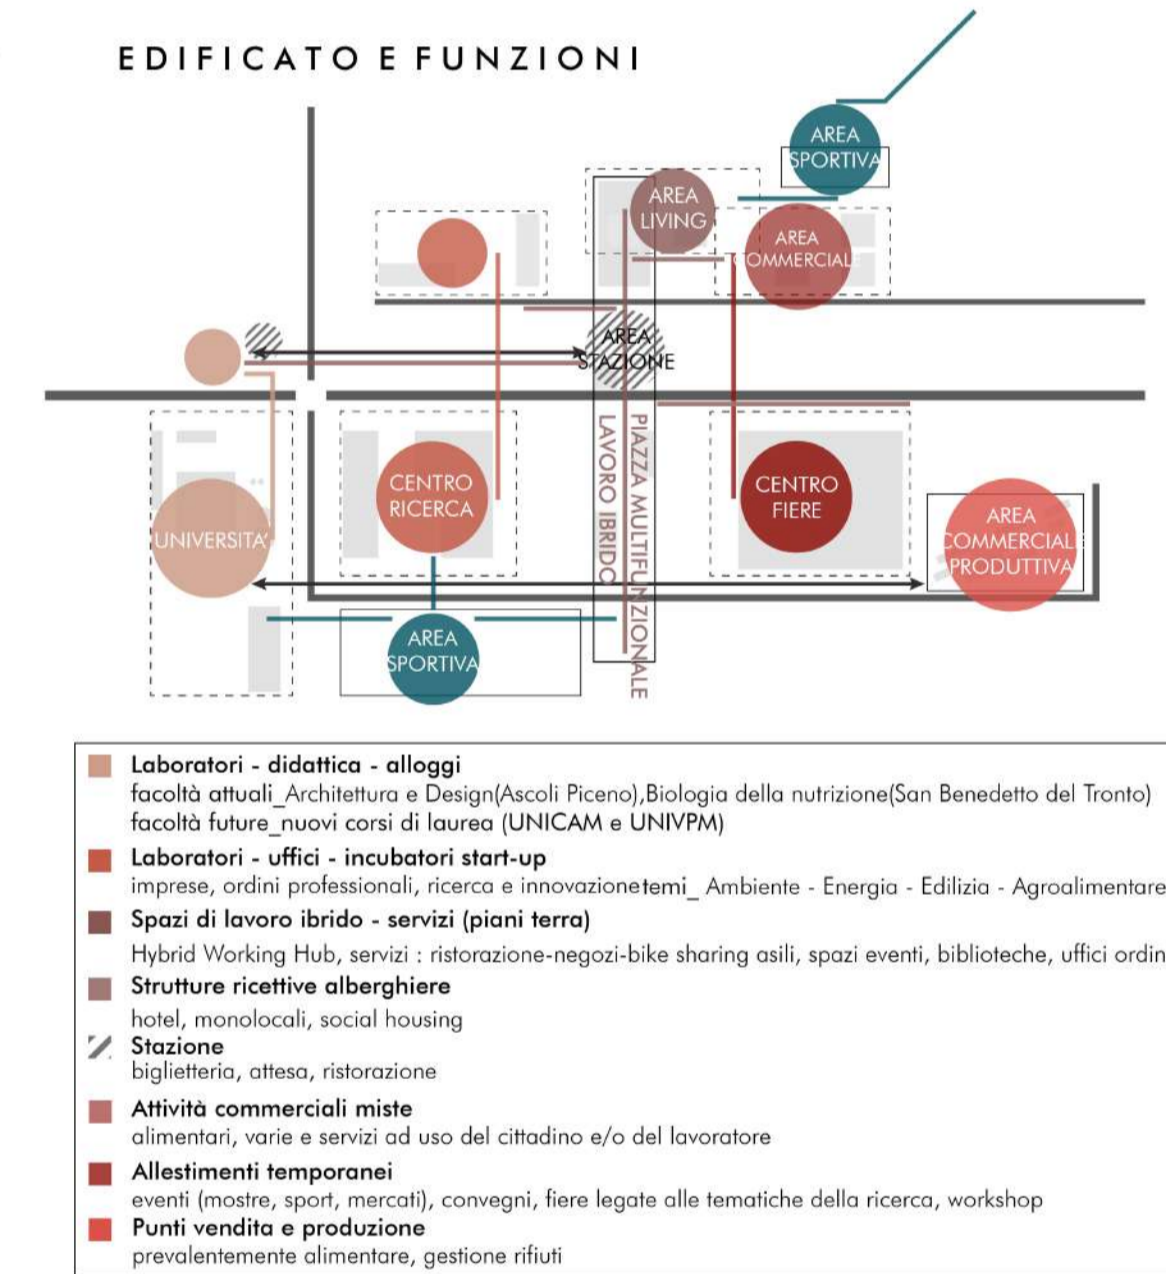 EDIFICATO E FUNZIONI
AREA
SPORTIVA
AREA
LIVING
AREA
COMMERCIALE
AREA
STAZIONE
PIAZZA MULTIFUNZIONALE
LAVORO IBRIDO
CENTRO
RICERCA
CENTRO
FIERE
UNIVERSITA'
AREA
COMMERCIALE
PRODUTTIVA
AREA
SPORTIVA
Laboratori - didattica - alloggi
facoltà attuali_Architettura e Design(Ascoli Piceno),Biologia della nutrizione(San Benedetto del Tronto)
facoltà future_nuovi corsi di laurea (UNICAM e UNIVPM)
Laboratori - uffici - incubatori start-up
imprese, ordini professionali, ricerca e innovazionetemi_ Ambiente - Energia - Edilizia - Agroalimentare
Spazi di lavoro ibrido - servizi (piani terra)
Hybrid Working Hub, servizi : ristorazione-negozi-bike sharing asili, spazi eventi, biblioteche, uffici ordin
Strutture ricettive alberghiere
hotel, monolocali, social housing
Stazione
biglietteria, attesa, ristorazione
Attività commerciali miste
alimentari, varie e servizi ad uso del cittadino e/o del lavoratore
Allestimenti temporanei
eventi (mostre, sport, mercati), convegni, fiere legate alle tematiche della ricerca, workshop
Punti vendita e produzione
prevalentemente alimentare, gestione rifiuti